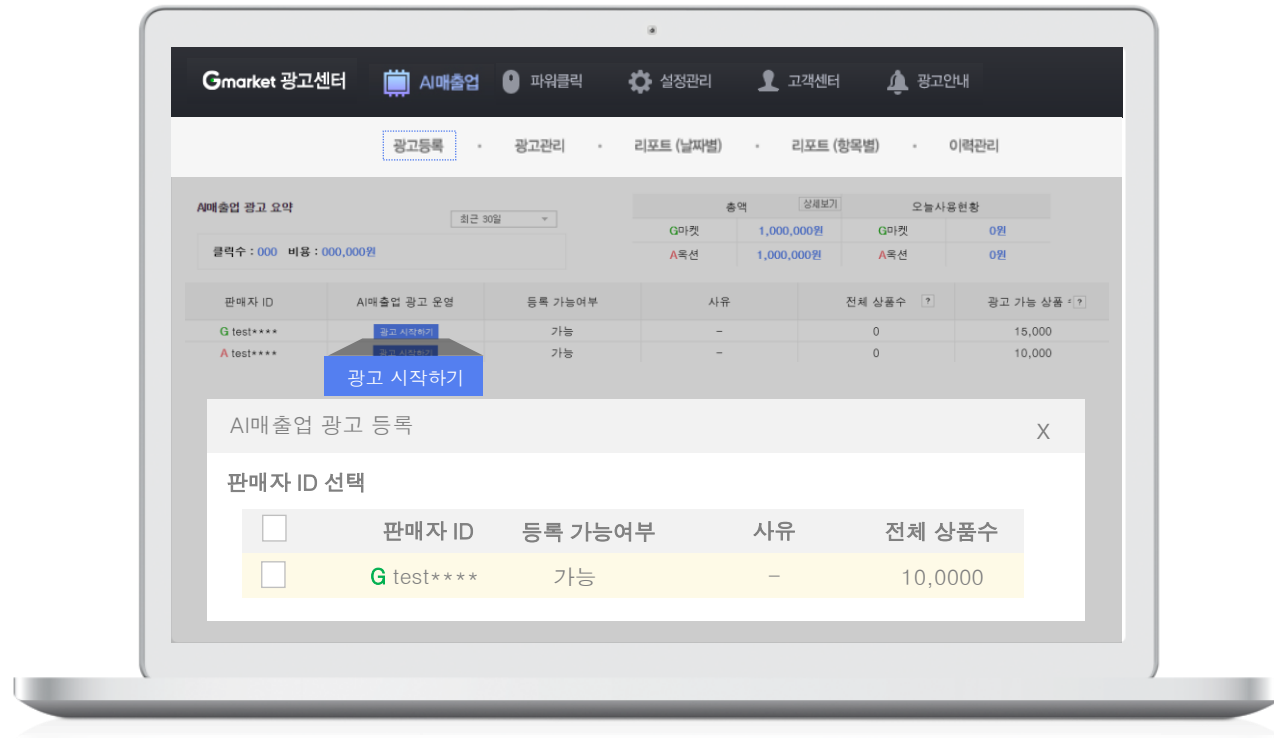 Gmarket 광고센터 AI매출업 파워클릭 설정관리 고객센터 광고안내
광고등록 · 광고관리 · 리포트 (날짜별) · 리포트 (항목별) · 이력관리
AI매출업 광고 요약
최근 30일
클릭수 : 000 비용 : 000,000원
총액 상세보기 오늘사용현황
G마켓 1,000,000원 G마켓 0원
A옥션 1,000,000원 A옥션 0원
판매자 ID AI매출업 광고 운영 등록 가능여부 사유 전체 상품수 ? 광고 가능 상품 ?
G test**** 광고 시작하기 가능 – 0 15,000
A test**** 광고 시작하기 가능 – 0 10,000
광고 시작하기
AI매출업 광고 등록 X
판매자 ID 선택
판매자 ID 등록 가능여부 사유 전체 상품수
G test**** 가능 – 10,0000